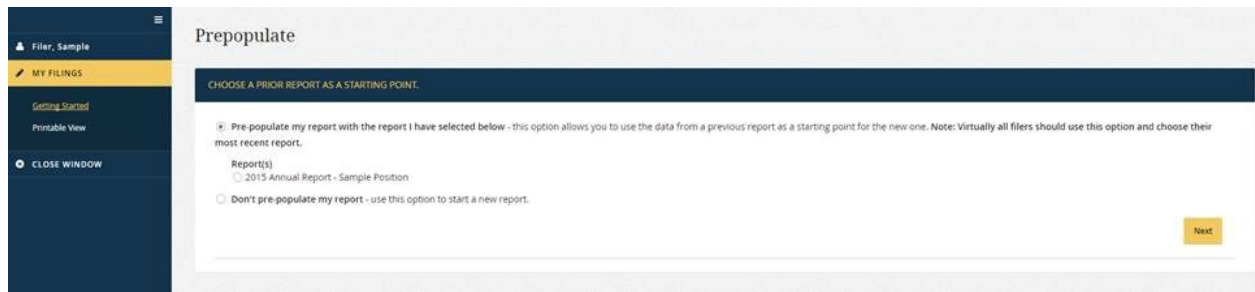 Filer, Sample
MY FILINGS
Getting Started
Printable View
CLOSE WINDOW
Prepopulate
CHOOSE A PRIOR REPORT AS A STARTING POINT.
Pre-populate my report with the report I have selected below - this option allows you to use the data from a previous report as a starting point for the new one. Note: Virtually all filers should use this option and choose their
most recent report.
Report(s)
2015 Annual Report - Sample Position
Don't pre-populate my report - use this option to start a new report.
Next